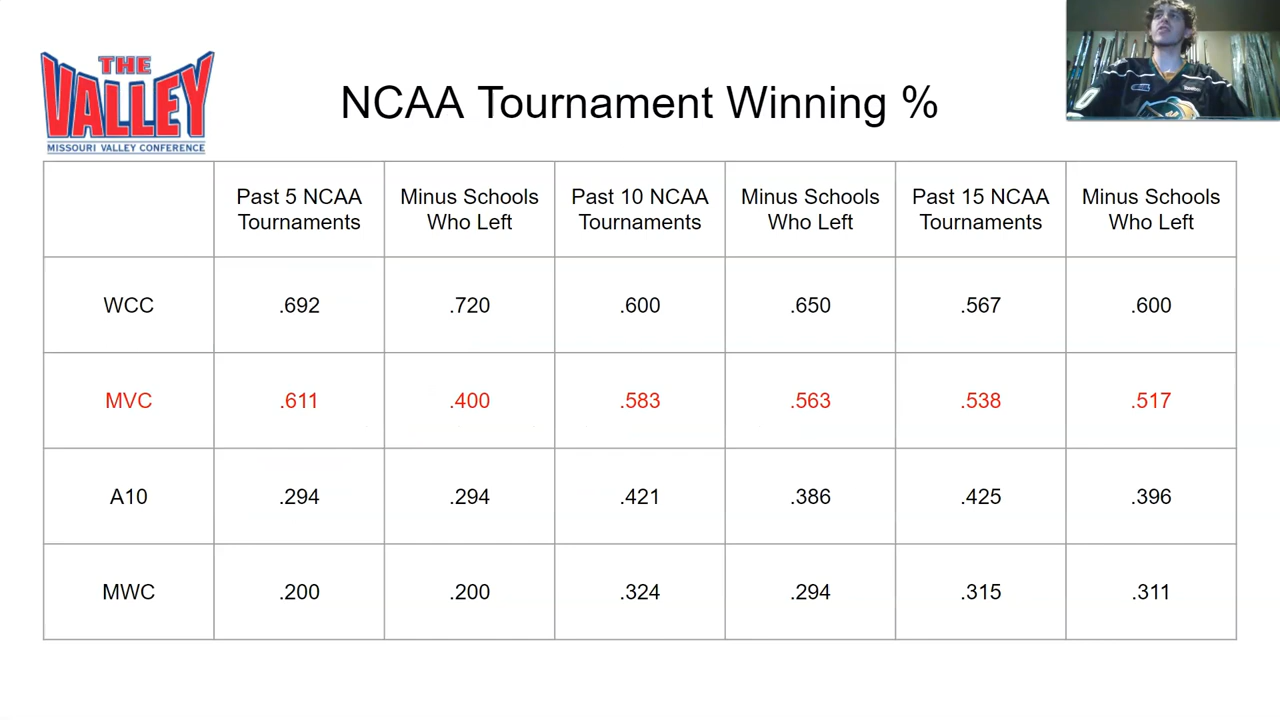 THE
VALLEY
MISSOURI VALLEY CONFERENCE
NCAA Tournament Winning %
Past 5 NCAA Tournaments
Minus Schools Who Left
Past 10 NCAA Tournaments
Minus Schools Who Left
Past 15 NCAA Tournaments
Minus Schools Who Left
WCC .692 .720 .600 .650 .567 .600
MVC .611 .400 .583 .563 .538 .517
A10 .294 .294 .421 .386 .425 .396
MWC .200 .200 .324 .294 .315 .311